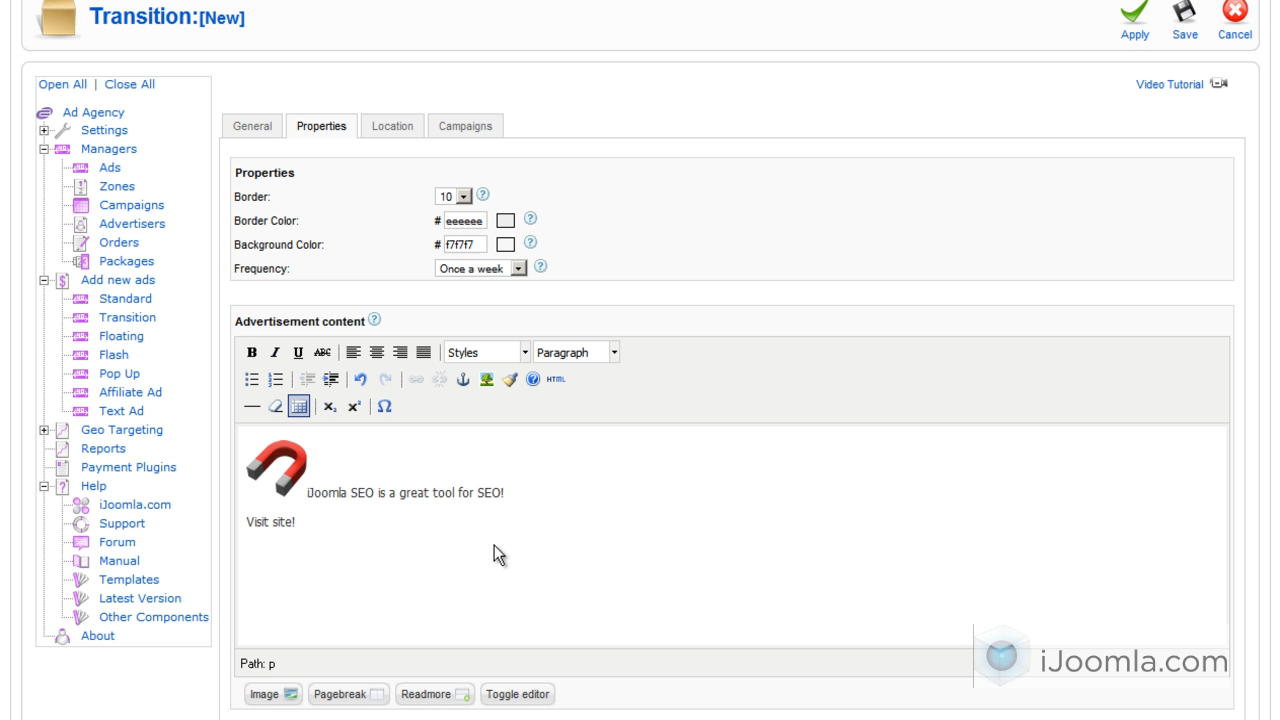 Transition:[New]
Apply Save Cancel
Open All | Close All
Video Tutorial
Ad Agency
Settings
Managers
Ads
Zones
Campaigns
Advertisers
Orders
Packages
Add new ads
Standard
Transition
Floating
Flash
Pop Up
Affiliate Ad
Text Ad
Geo Targeting
Reports
Payment Plugins
Help
iJoomla.com
Support
Forum
Manual
Templates
Latest Version
Other Components
About
General Properties Location Campaigns
Properties
Border: 10
Border Color: # eeeeee
Background Color: # f7f7f7
Frequency: Once a week
Advertisement content
B I U ABC Styles Paragraph
HTML
iJoomla SEO is a great tool for SEO!
Visit site!
Path: p
Image Pagebreak Readmore Toggle editor
iJoomla.com